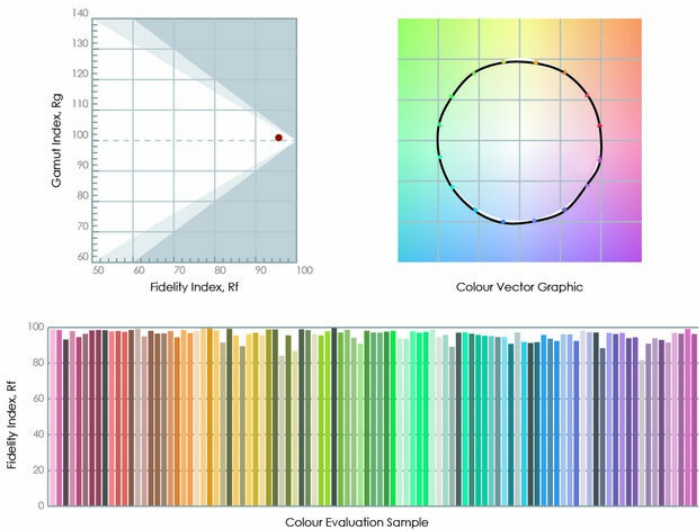 140
130
120
110
100
90
80
70
60
Gamut Index, Rg
50 60 70 80 90 100
Fidelity Index, Rf
Colour Vector Graphic
100
80
60
40
20
0
Fidelity Index, Rf
Colour Evaluation Sample